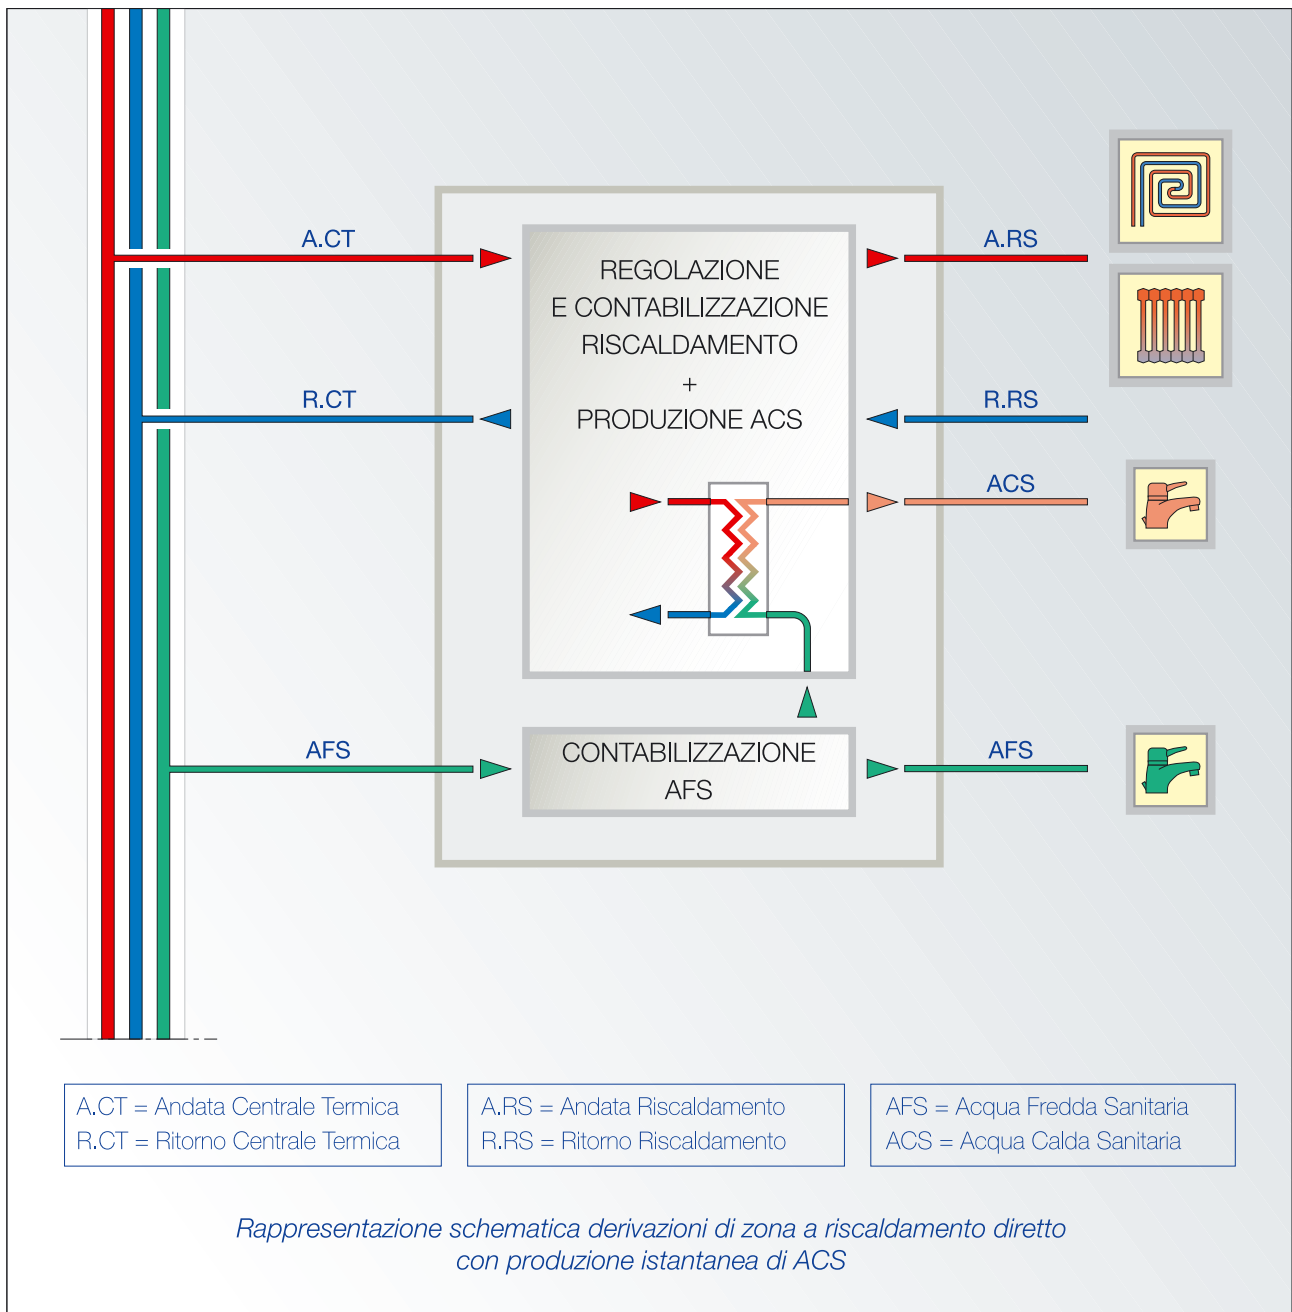 A.CT
A.RS
REGOLAZIONE
E CONTABILIZZAZIONE
RISCALDAMENTO
+
PRODUZIONE ACS
R.CT
R.RS
ACS
AFS
CONTABILIZZAZIONE
AFS
AFS
A.CT = Andata Centrale Termica
R.CT = Ritorno Centrale Termica
A.RS = Andata Riscaldamento
R.RS = Ritorno Riscaldamento
AFS = Acqua Fredda Sanitaria
ACS = Acqua Calda Sanitaria
Rappresentazione schematica derivazioni di zona a riscaldamento diretto
con produzione istantanea di ACS